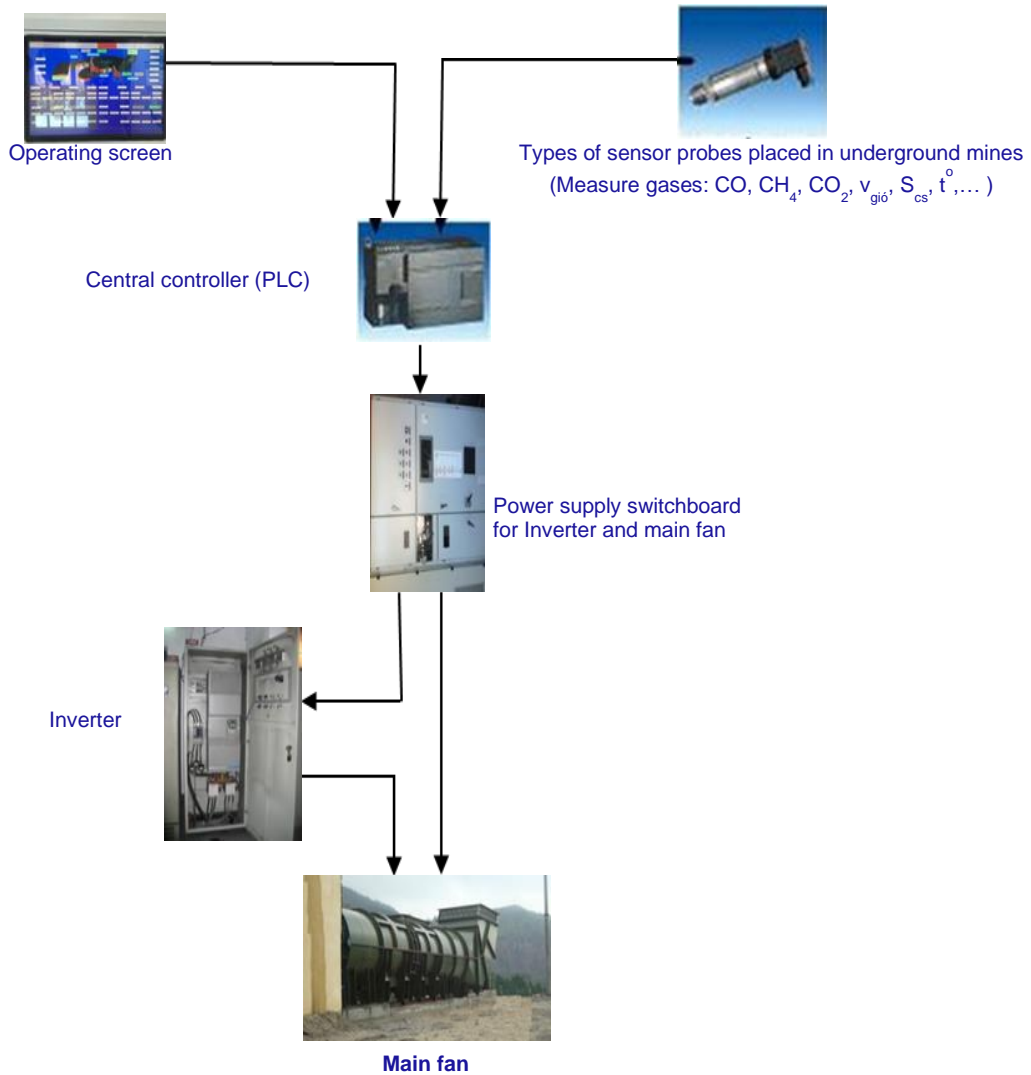 Operating screen
Types of sensor probes placed in underground mines
(Measure gases: CO, CH4, CO2, vgió, Scs, to,... )
Central controller (PLC)
Power supply switchboard
for Inverter and main fan
Inverter
Main fan